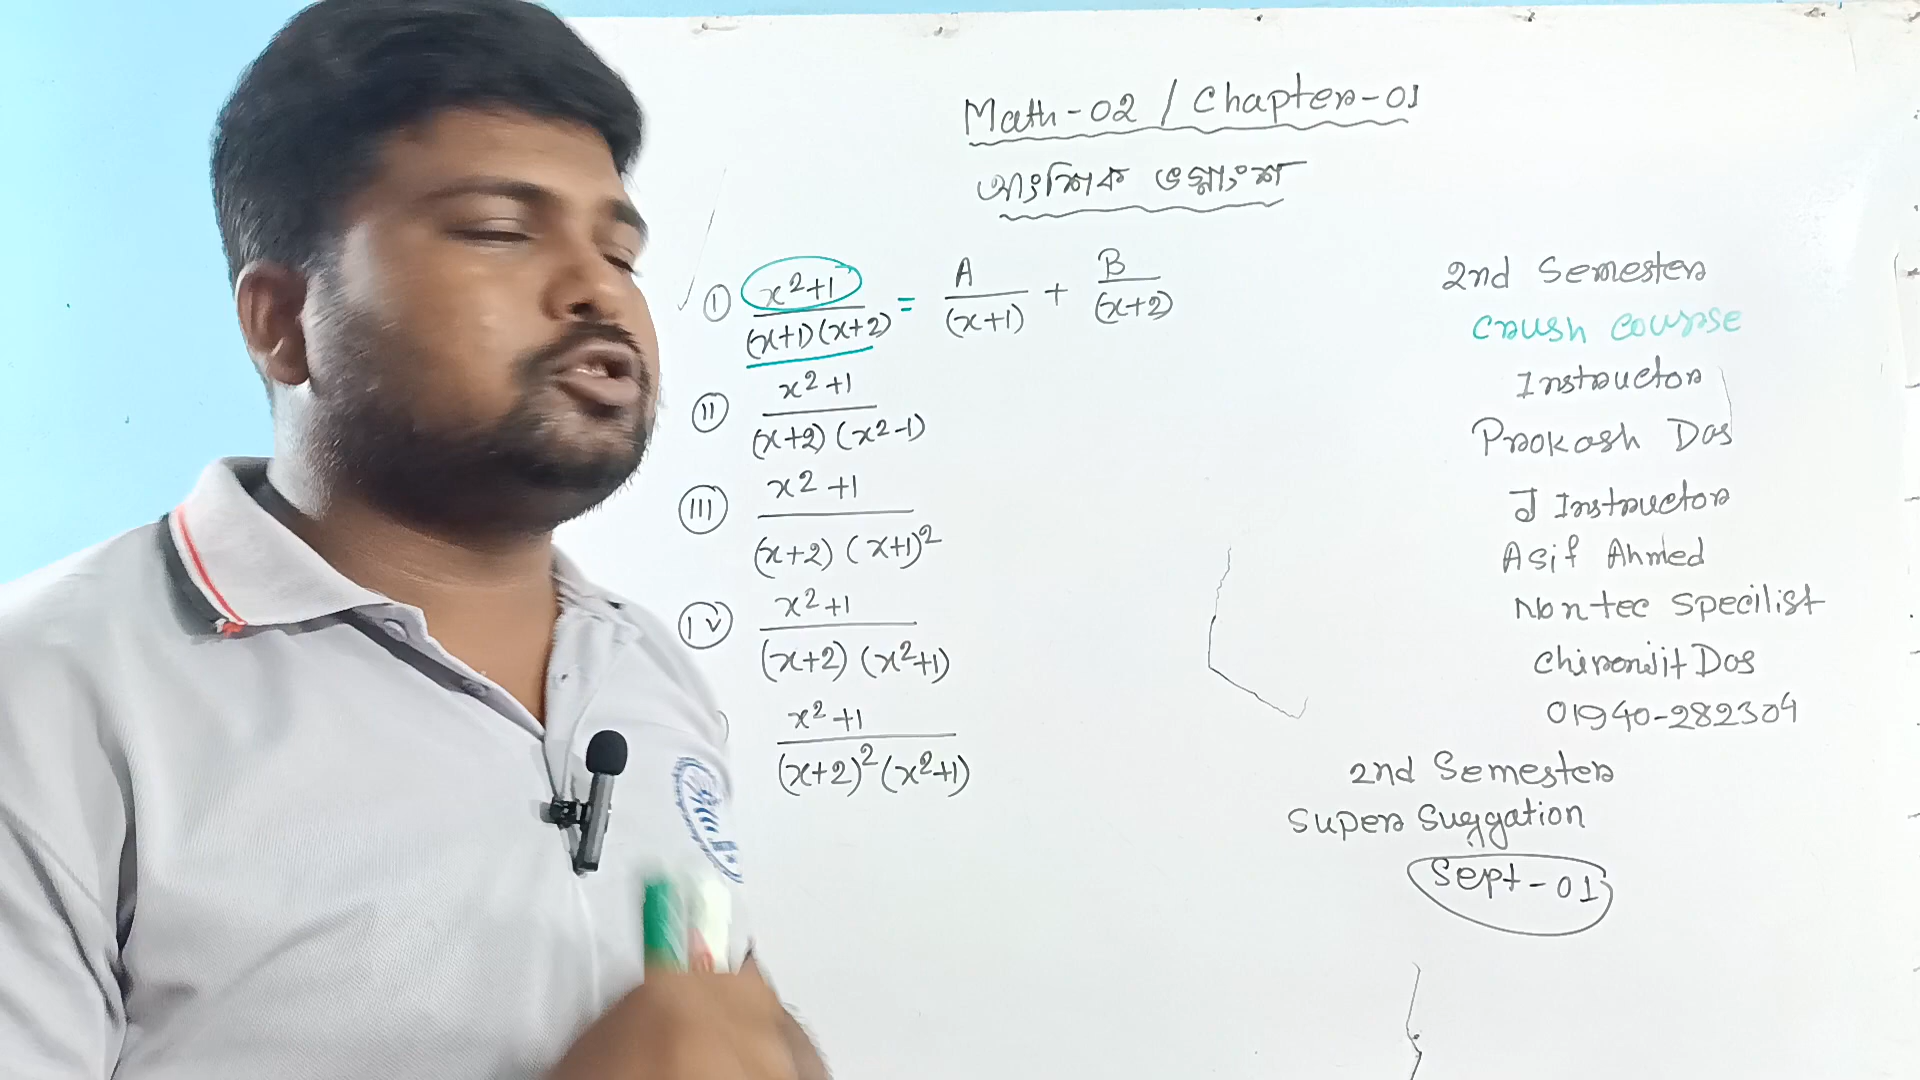 Math-02 / Chapter-01
আংশিক ভগ্নাংশ
I x²+1 / (x+1)(x+2) = A / (x+1) + B / (x+2)
II x²+1 / (x+2)(x²-1)
III x²+1 / (x+2)(x+1)²
IV x²+1 / (x+2)(x²+1)
x²+1 / (x+2)²(x²+1)
2nd Semester
Crush Course
Instructor
Prokash Das
J Instructor
Asif Ahmed
Nontec Specilist
Chironjit Das
01940-282304
2nd Semester
Super Suggation
Sept-01